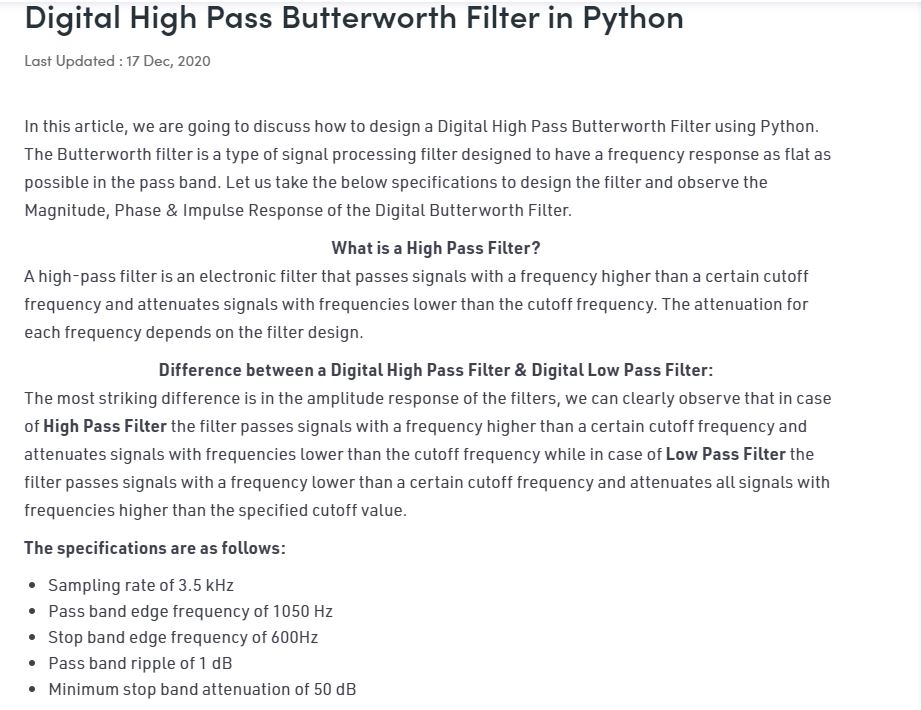 Digital High Pass Butterworth Filter in Python
Last Updated : 17 Dec, 2020
In this article, we are going to discuss how to design a Digital High Pass Butterworth Filter using Python.
The Butterworth filter is a type of signal processing filter designed to have a frequency response as flat as
possible in the pass band. Let us take the below specifications to design the filter and observe the
Magnitude, Phase & Impulse Response of the Digital Butterworth Filter.
What is a High Pass Filter?
A high-pass filter is an electronic filter that passes signals with a frequency higher than a certain cutoff
frequency and attenuates signals with frequencies lower than the cutoff frequency. The attenuation for
each frequency depends on the filter design.
Difference between a Digital High Pass Filter & Digital Low Pass Filter:
The most striking difference is in the amplitude response of the filters, we can clearly observe that in case
of High Pass Filter the filter passes signals with a frequency higher than a certain cutoff frequency and
attenuates signals with frequencies lower than the cutoff frequency while in case of Low Pass Filter the
filter passes signals with a frequency lower than a certain cutoff frequency and attenuates all signals with
frequencies higher than the specified cutoff value.
The specifications are as follows:
• Sampling rate of 3.5 kHz
• Pass band edge frequency of 1050 Hz
• Stop band edge frequency of 600Hz
• Pass band ripple of 1 dB
• Minimum stop band attenuation of 50 dB